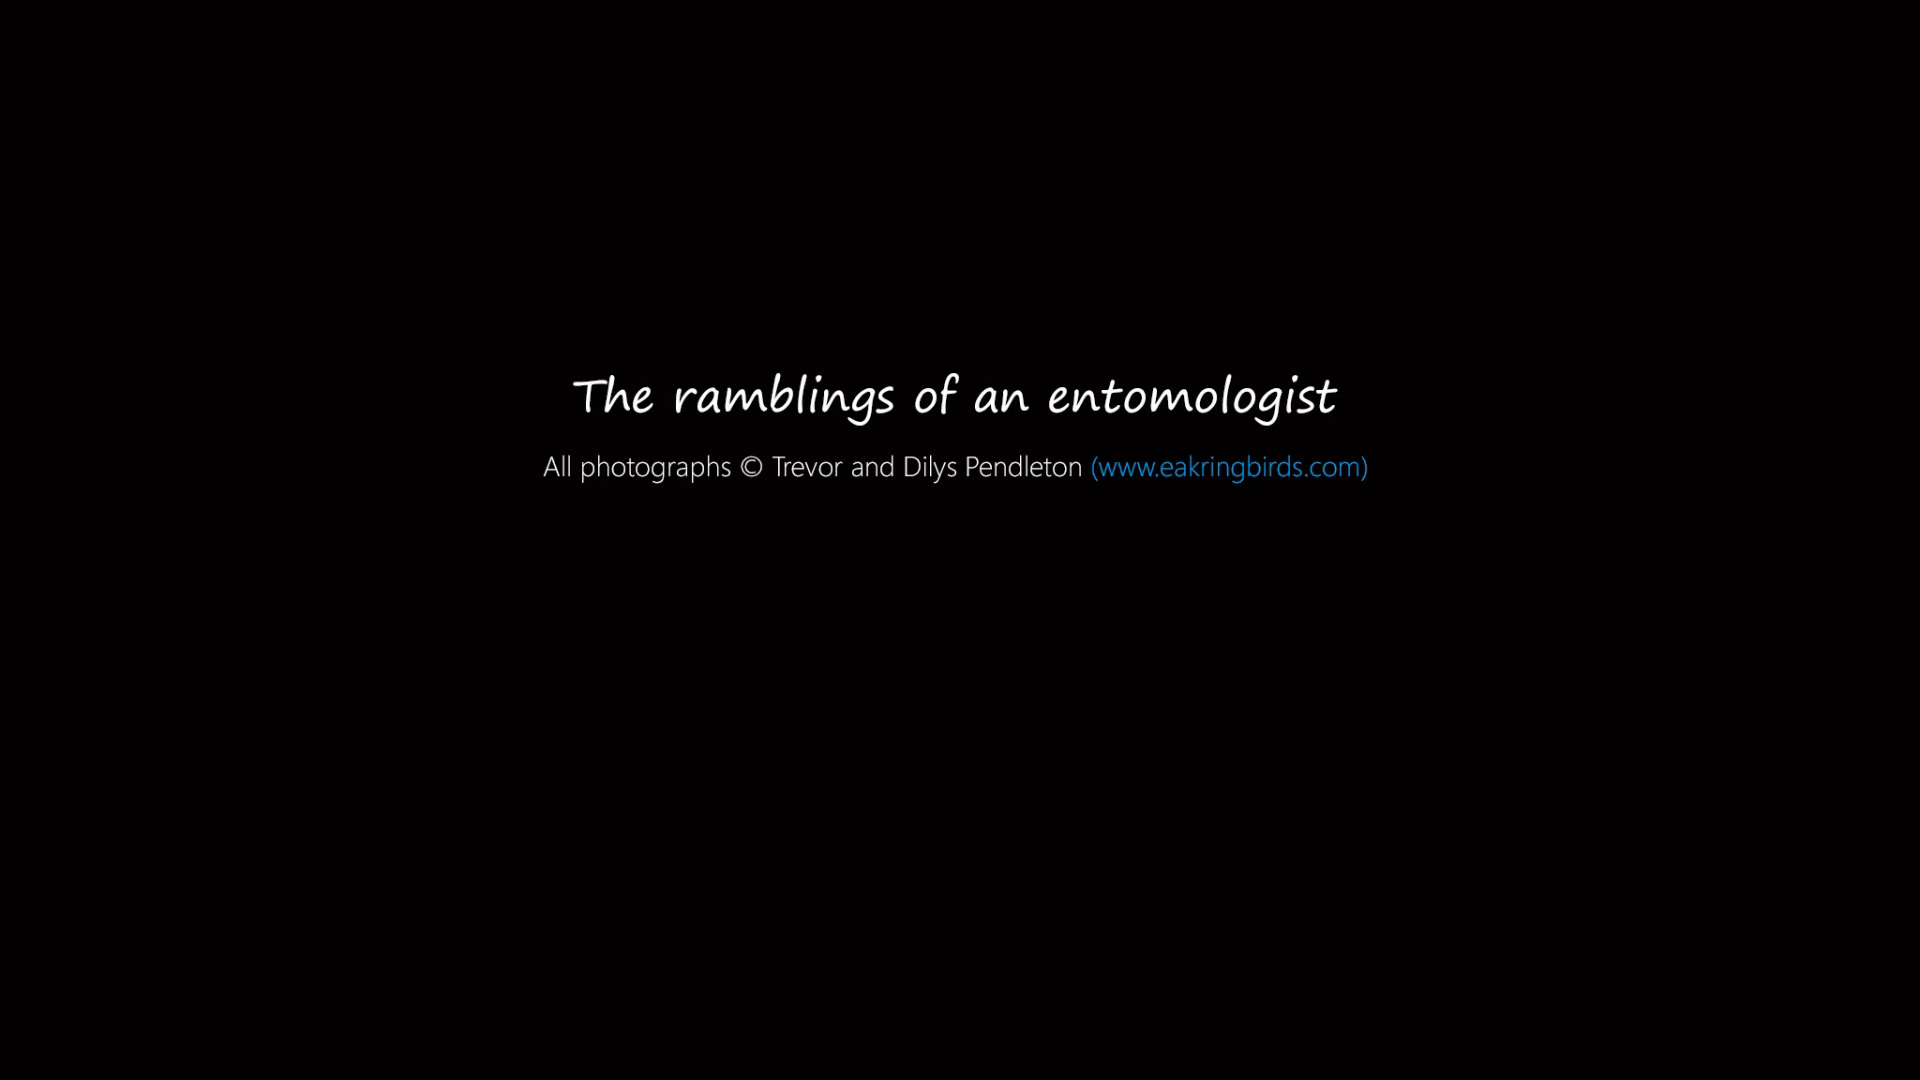 The ramblings of an entomologist
All photographs © Trevor and Dilys Pendleton (www.eakringbirds.com)